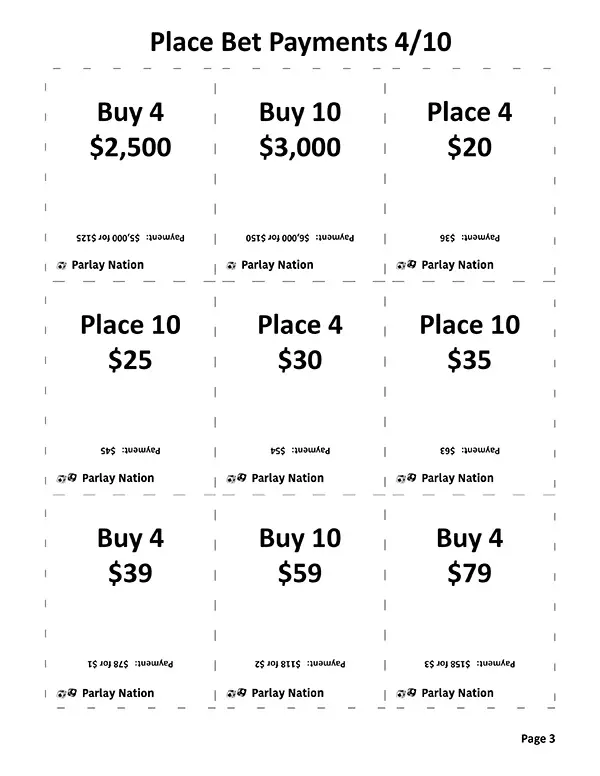 Place Bet Payments 4/10
Buy 4
$2,500
Payment: $5,000 for $125
Parlay Nation
Buy 10
$3,000
Payment: $6,000 for $150
Parlay Nation
Place 4
$20
Payment: $36
Parlay Nation
Place 10
$25
Payment: $45
Parlay Nation
Place 4
$30
Payment: $54
Parlay Nation
Place 10
$35
Payment: $63
Parlay Nation
Buy 4
$39
Payment: $78 for $1
Parlay Nation
Buy 10
$59
Payment: $118 for $2
Parlay Nation
Buy 4
$79
Payment: $158 for $3
Parlay Nation
Page 3